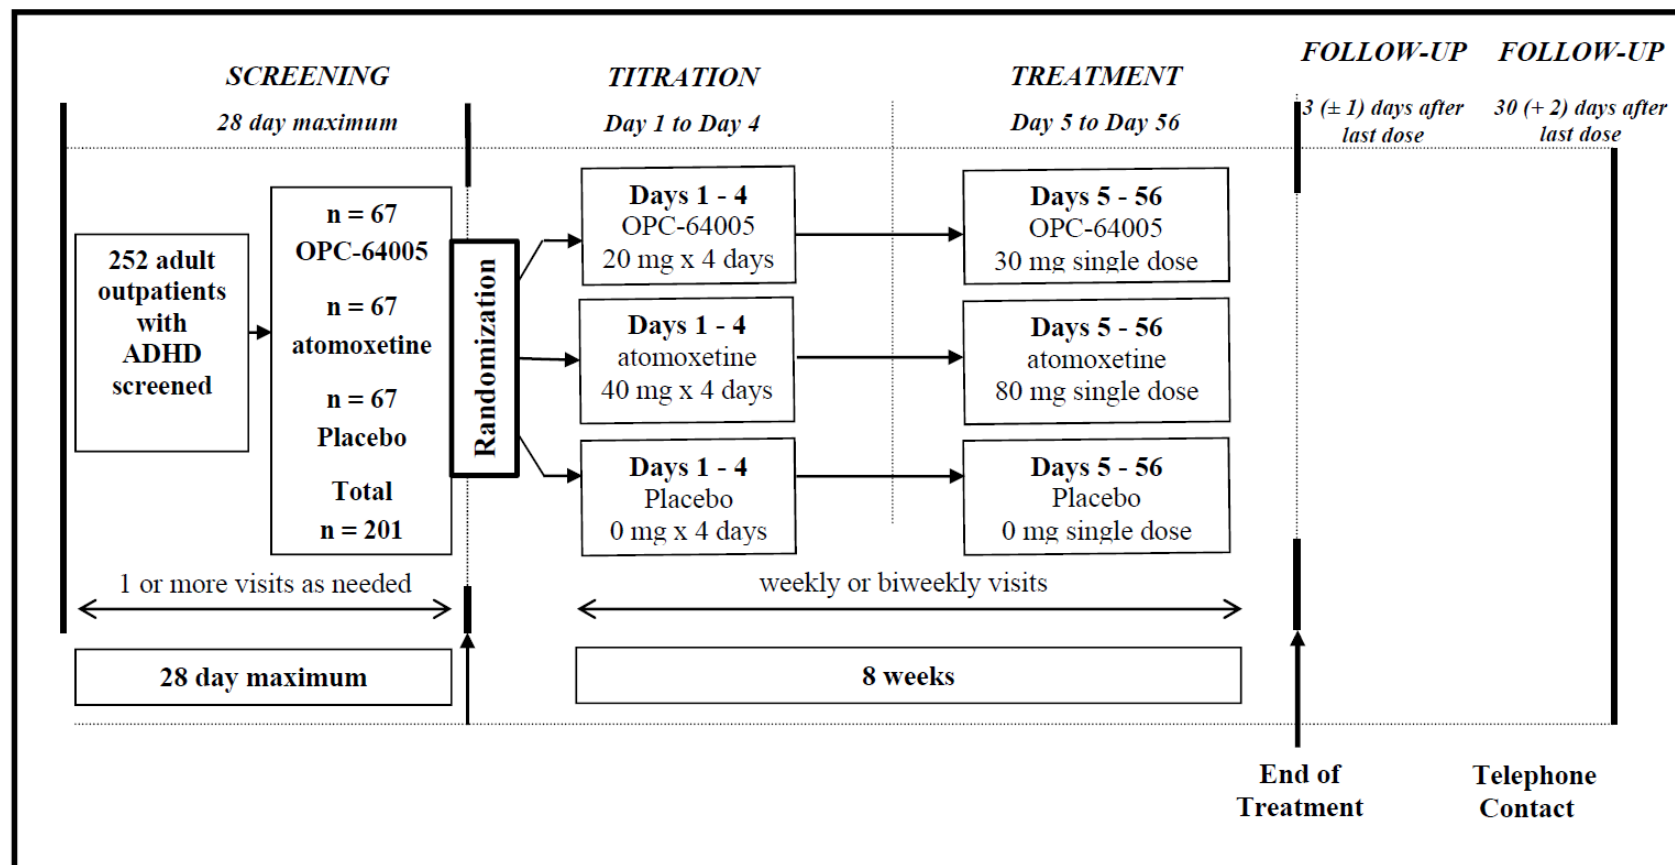 SCREENING
28 day maximum
TITRATION
Day 1 to Day 4
TREATMENT
Day 5 to Day 56
FOLLOW-UP
3 (± 1) days after
last dose
FOLLOW-UP
30 (+ 2) days after
last dose
252 adult
outpatients
with
ADHD
screened
n = 67
OPC-64005
n = 67
atomoxetine
n = 67
Placebo
Total
n = 201
Randomization
Days 1 - 4
OPC-64005
20 mg x 4 days
Days 5 - 56
OPC-64005
30 mg single dose
Days 1 - 4
atomoxetine
40 mg x 4 days
Days 5 - 56
atomoxetine
80 mg single dose
Days 1 - 4
Placebo
0 mg x 4 days
Days 5 - 56
Placebo
0 mg single dose
1 or more visits as needed
weekly or biweekly visits
28 day maximum
8 weeks
End of
Treatment
Telephone
Contact